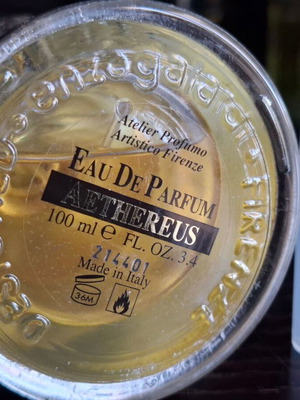 Atelier Profumo
Artistico Firenze
EAU DE PARFUM
AETHEREUS
100 ml e FL. OZ. 3.4
214401
Made in Italy
36M
FIRENZE